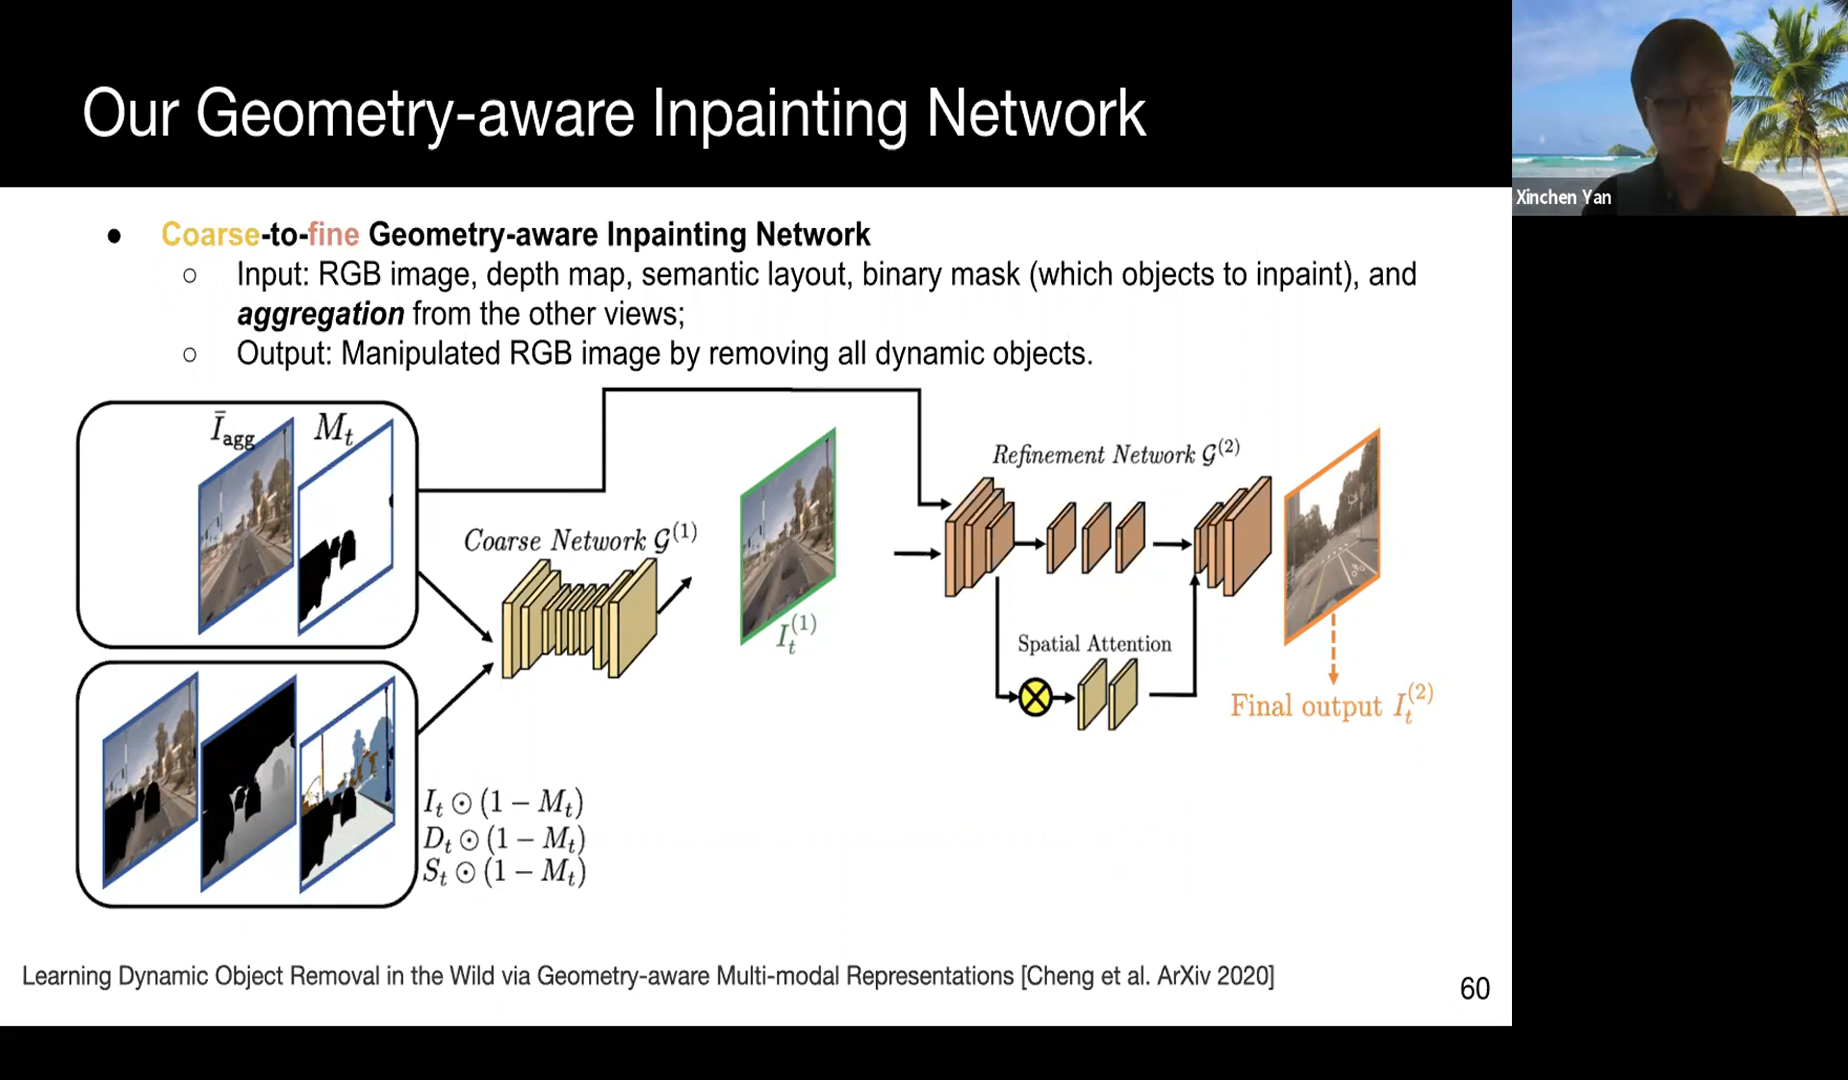 Our Geometry-aware Inpainting Network
Xinchen Yan
● Coarse-to-fine Geometry-aware Inpainting Network
○ Input: RGB image, depth map, semantic layout, binary mask (which objects to inpaint), and
aggregation from the other views;
○ Output: Manipulated RGB image by removing all dynamic objects.
Ī_agg M_t
Coarse Network G^(1)
I_t^(1)
Refinement Network G^(2)
Spatial Attention
Final output I_t^(2)
I_t ⊙ (1 − M_t)
D_t ⊙ (1 − M_t)
S_t ⊙ (1 − M_t)
Learning Dynamic Object Removal in the Wild via Geometry-aware Multi-modal Representations [Cheng et al. ArXiv 2020]
60